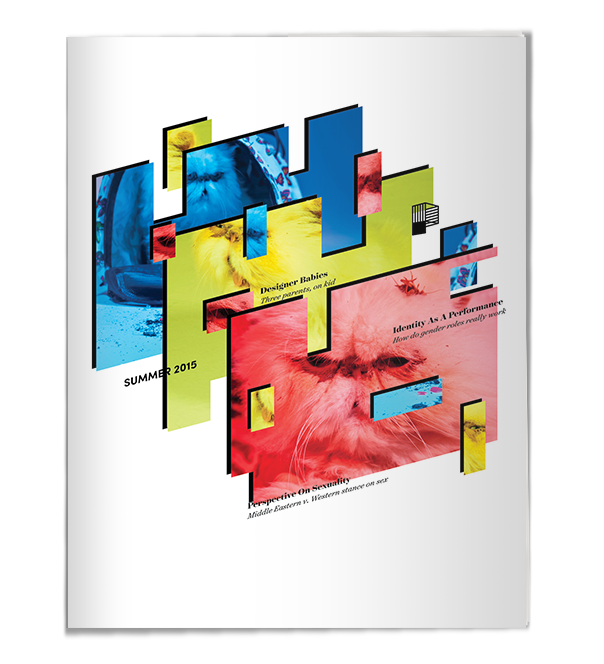 Designer Babies
Three parents, on kid
Identity As A Performance
How do gender roles really work
SUMMER 2015
Perspective On Sexuality
Middle Eastern v. Western stance on sex